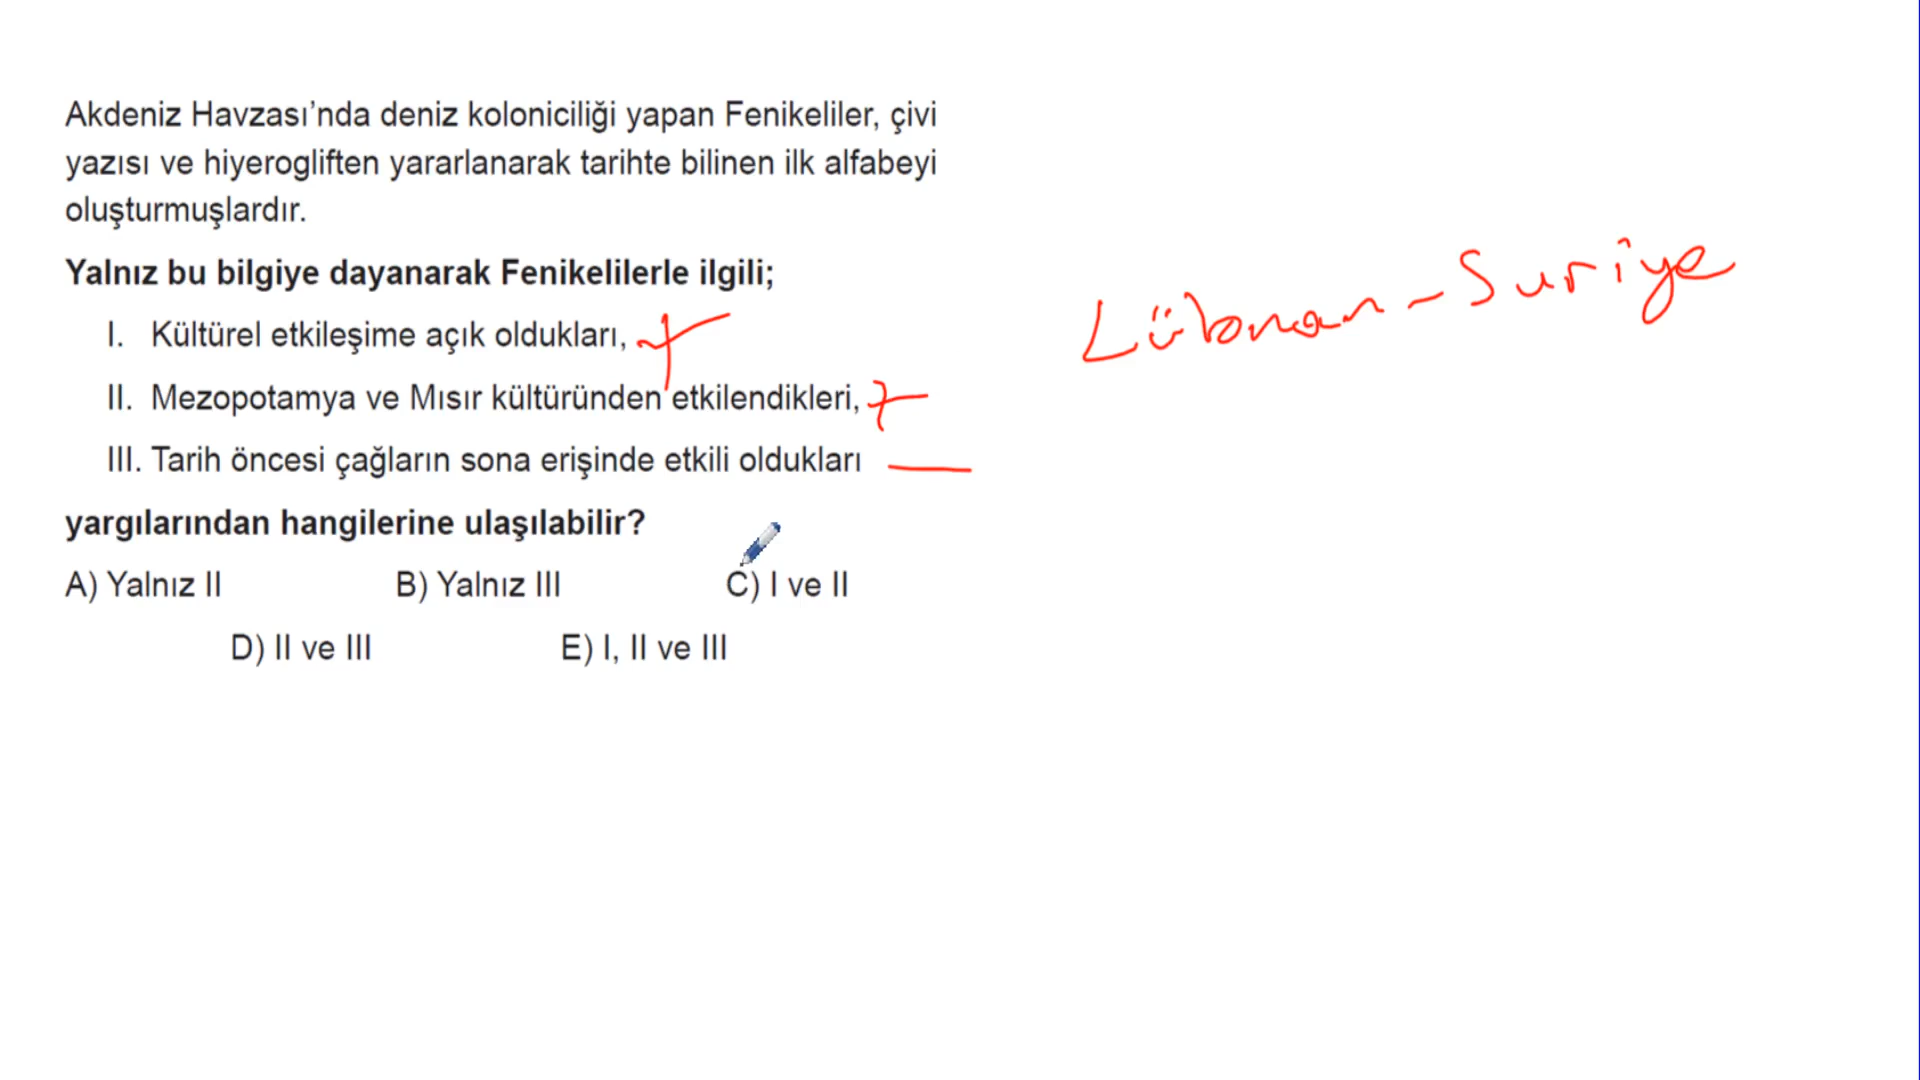 Akdeniz Havzası'nda deniz koloniciliği yapan Fenikeliler, çivi
yazısı ve hiyerogliften yararlanarak tarihte bilinen ilk alfabeyi
oluşturmuşlardır.
Yalnız bu bilgiye dayanarak Fenikelilerle ilgili;
I. Kültürel etkileşime açık oldukları, +
II. Mezopotamya ve Mısır kültüründen etkilendikleri, +
III. Tarih öncesi çağların sona erişinde etkili oldukları —
yargılarından hangilerine ulaşılabilir?
A) Yalnız II B) Yalnız III C) I ve II
D) II ve III E) I, II ve III
Lübnan - Suriye